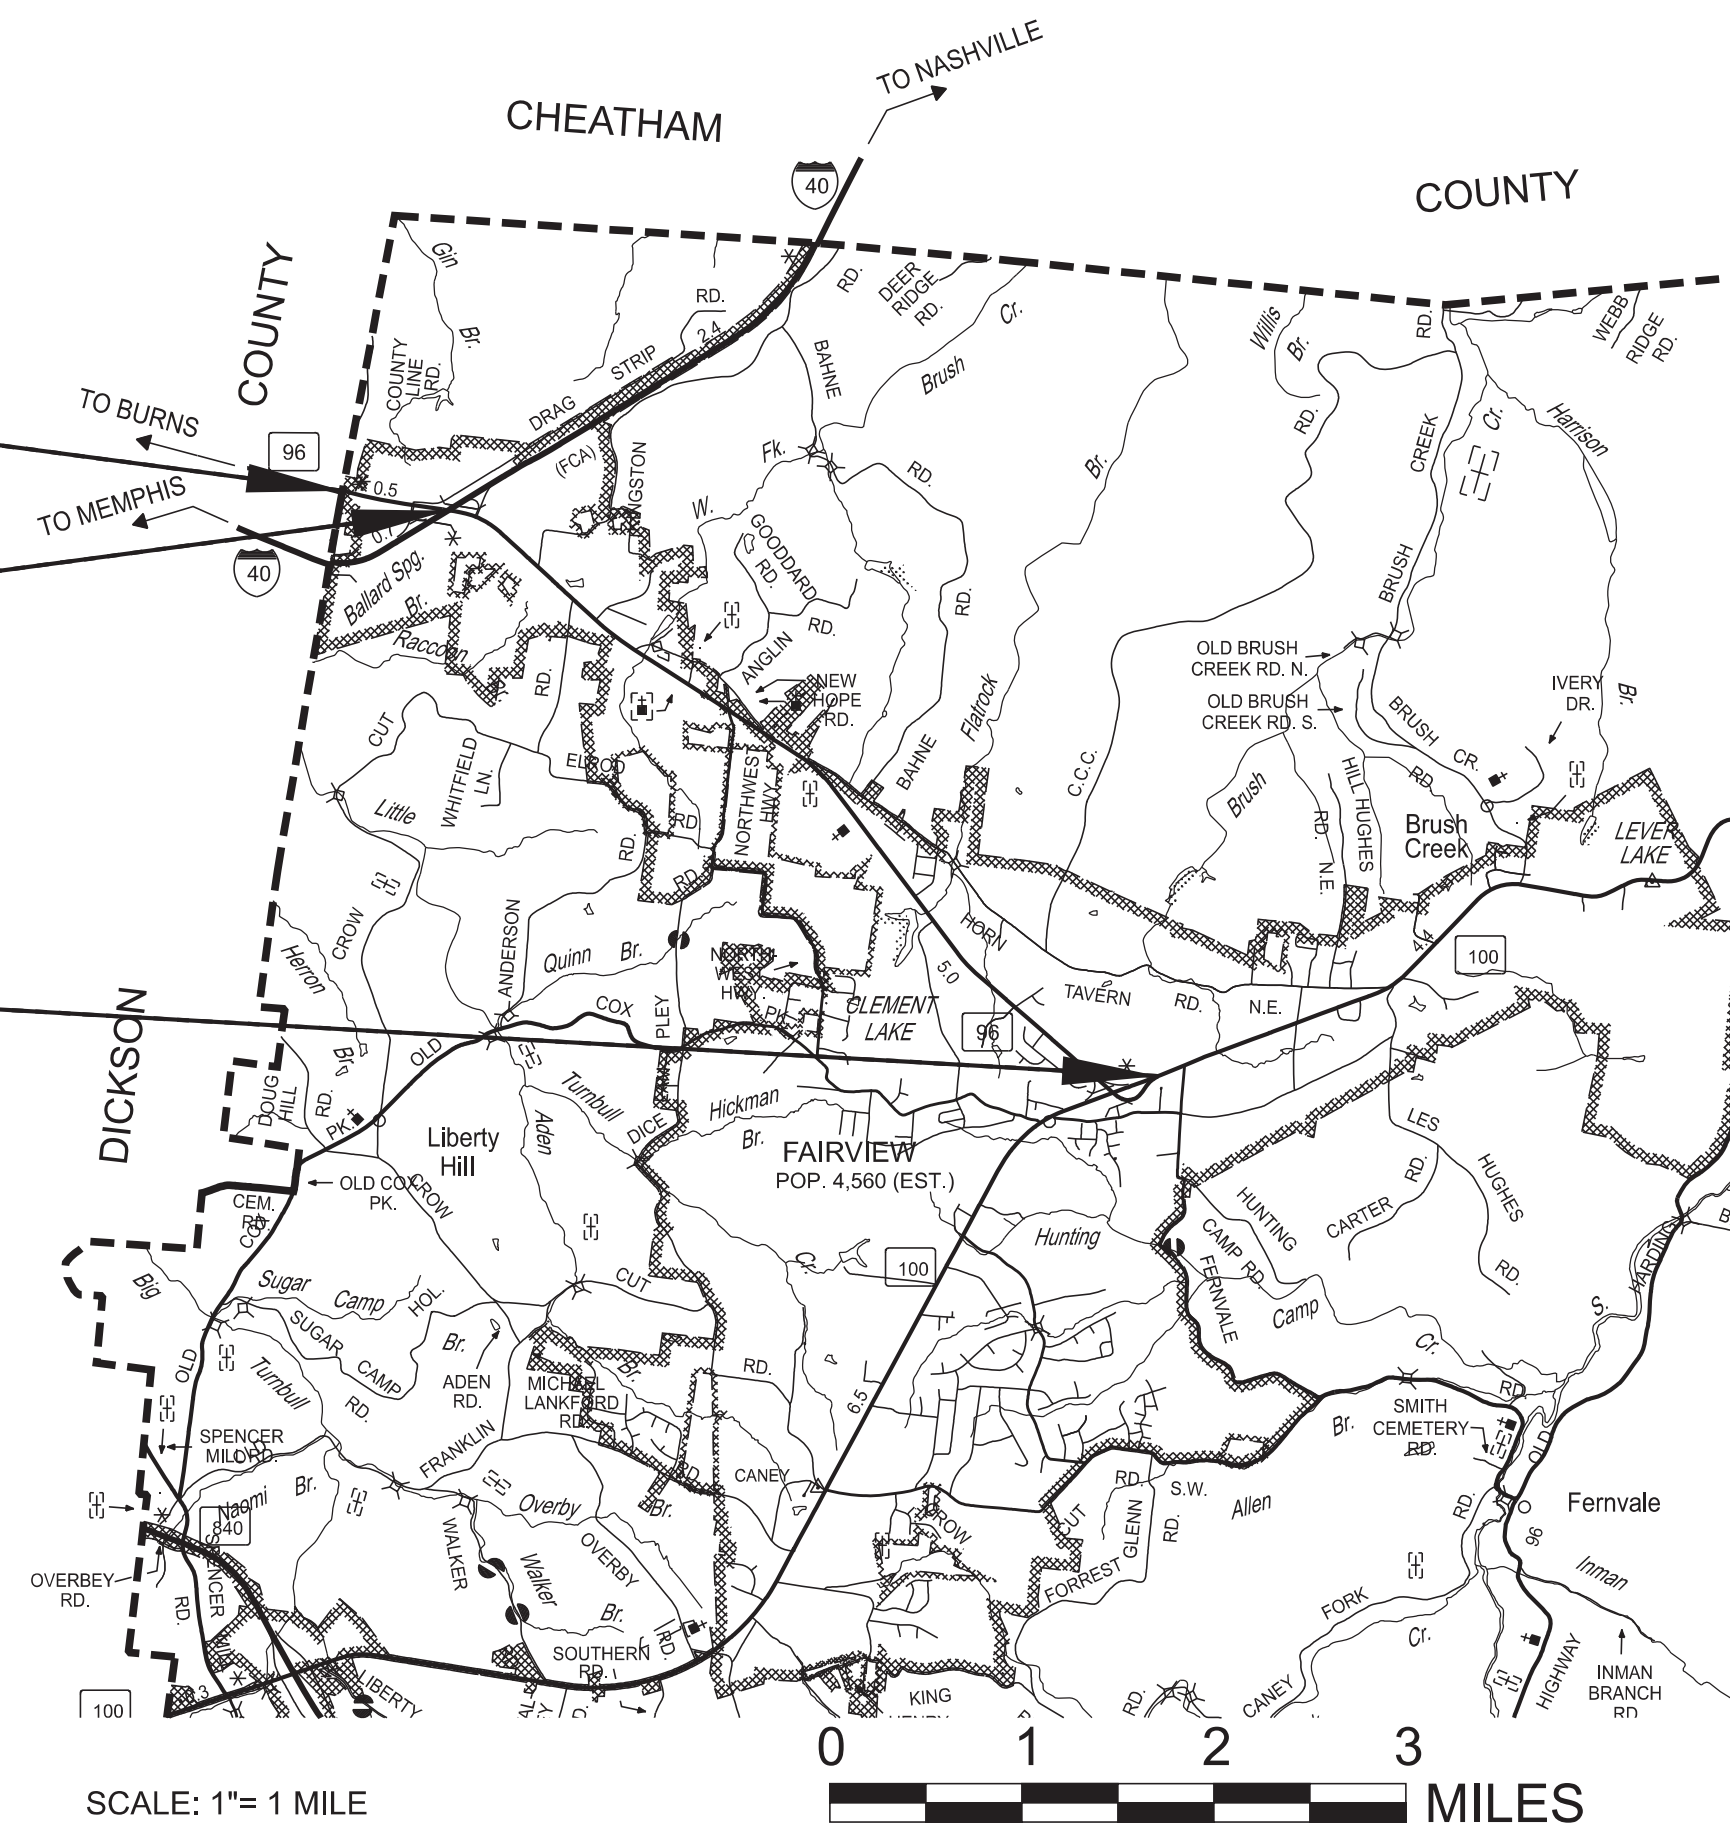 TO NASHVILLE
CHEATHAM
40
COUNTY
COUNTY
Gin
Br.
RD.
2.4
STRIP
DRAG
(FCA)
COUNTY
LINE
RD.
RD.
DEER
RIDGE
RD.
Cr.
Brush
BAHNE
Willis
Br.
RD.
WEBB
RIDGE
RD.
TO BURNS
96
TO MEMPHIS
40
0.5
0.7
Fk.
W.
RD.
Br.
RD.
CREEK
Cr.
Harrison
GOODDARD
RD.
RD.
ANGLIN
RD.
BRUSH
Ballard Spg.
Br.
Raccoon
RD.
NEW
HOPE
RD.
Flatrock
BAHNE
OLD BRUSH
CREEK RD. N.
OLD BRUSH
CREEK RD. S.
IVERY
DR.
Br.
BRUSH
CR.
RD.
CUT
WHITFIELD
LN.
ELROD
NORTHWEST
HWY.
C.C.C.
Brush
HILL HUGHES
RD.
N.E.
Brush
Creek
LEVER
LAKE
Little
RD.
RD.
RD.
CROW
Herron
Br.
ANDERSON
Quinn
Br.
HORN
5.0
TAVERN
RD.
N.E.
4.4
100
DICKSON
COX
OLD
PK.
CLEMENT
LAKE
96
PLEY
DICE
DOUG
HILL
RD.
PK.
Liberty
Hill
Turnbull
Aden
Hickman
Br.
FAIRVIEW
POP. 4,560 (EST.)
LES
HUGHES
RD.
CARTER
RD.
CEM.
RD.
COX
OLD COX
PK.
CROW
Hunting
HUNTING
CAMP
RD.
FERNVALE
Cr.
100
HARDING
S.
Big
Sugar
Camp
HOL.
Br.
SUGAR
CAMP
RD.
CUT
OLD
Turnbull
ADEN
RD.
MICHAEL
LANKFORD
RD.
Br.
RD.
Camp
Cr.
RD.
SMITH
CEMETERY
RD.
SPENCER
MILL RD.
FRANKLIN
RD.
CANEY
6.5
Br.
RD.
S.W.
Allen
OLD
Naomi
Br.
840
Overby
Br.
OVERBY
WALKER
Walker
Br.
CROW
CUT
GLENN
RD.
FORREST
Fernvale
96
RD.
OVERBEY
RD.
RD.
SPENCER
MILL
SOUTHERN
RD.
RD.
FORK
Cr.
Inman
LIBERTY
KING
RD.
CANEY
HIGHWAY
INMAN
BRANCH
RD.
100
0 1 2 3
MILES
SCALE: 1"= 1 MILE